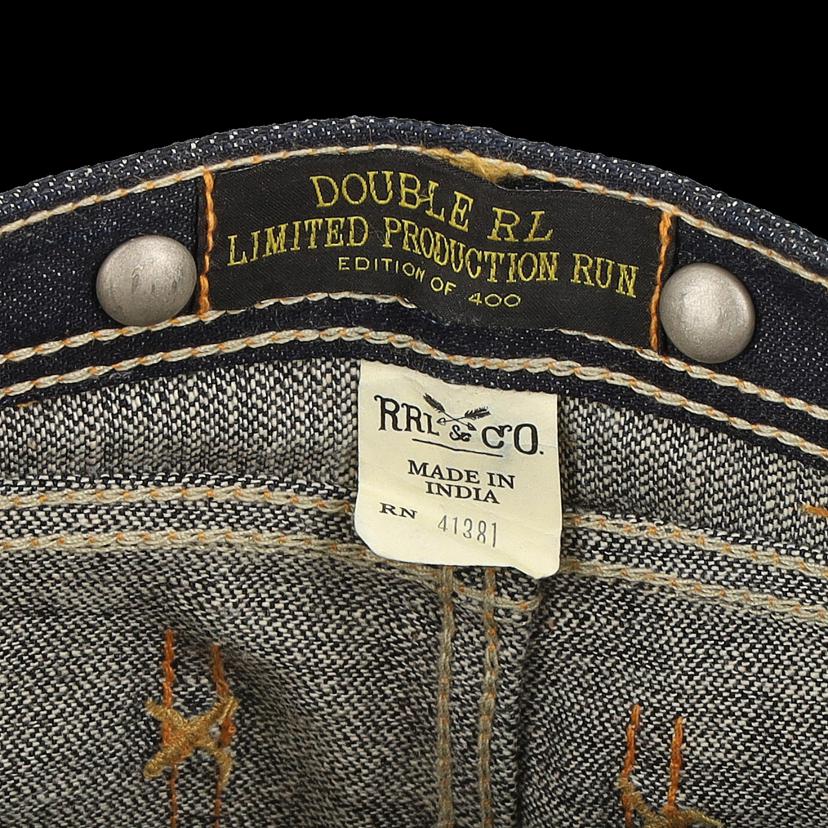 DOUBLE RL
LIMITED PRODUCTION RUN
EDITION OF 400
RRL & CO.
MADE IN
INDIA
RN 41381